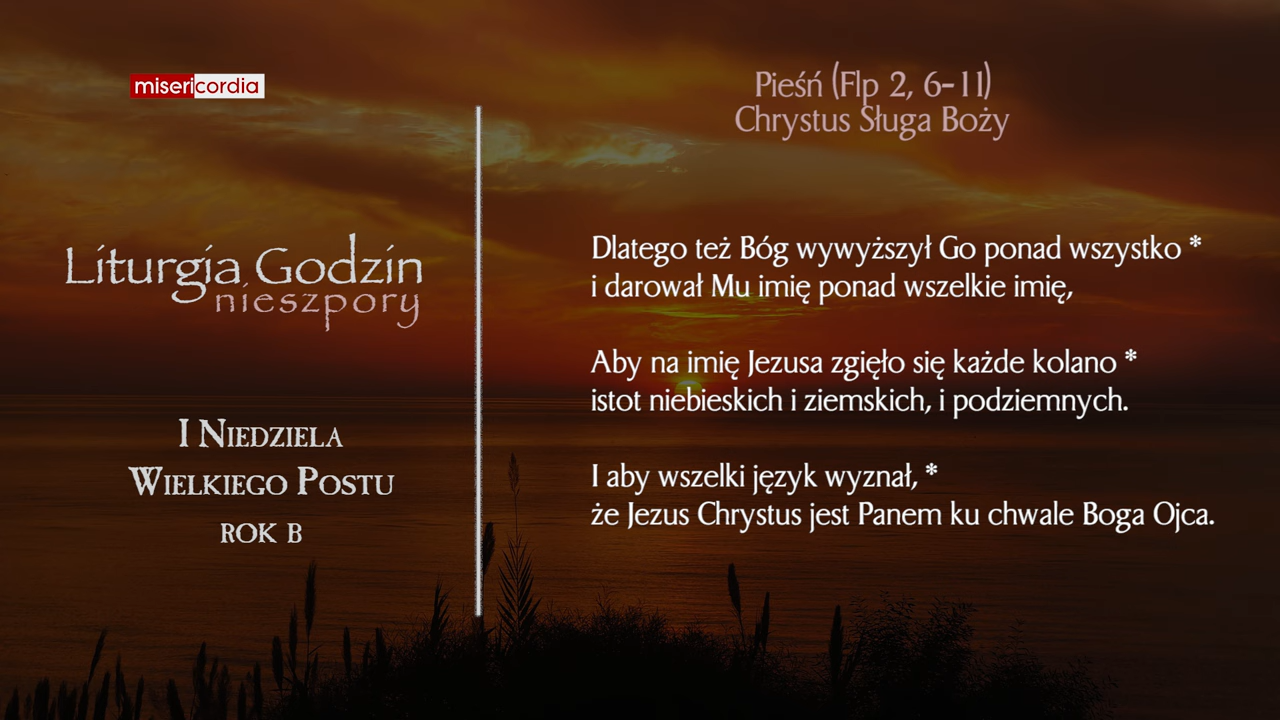 misericordia
Liturgia Godzin
nieszpory
I Niedziela
Wielkiego Postu
rok B
Pieśń (Flp 2, 6-11)
Chrystus Sługa Boży
Dlatego też Bóg wywyższył Go ponad wszystko *
i darował Mu imię ponad wszelkie imię,
Aby na imię Jezusa zgięło się każde kolano *
istot niebieskich i ziemskich, i podziemnych.
I aby wszelki język wyznał, *
że Jezus Chrystus jest Panem ku chwale Boga Ojca.